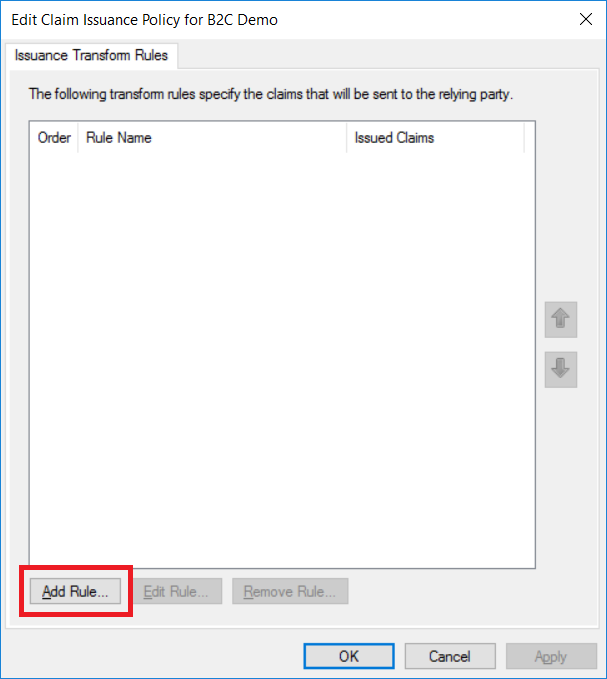 Edit Claim Issuance Policy for B2C Demo
Issuance Transform Rules
The following transform rules specify the claims that will be sent to the relying party.
Order Rule Name Issued Claims
Add Rule... Edit Rule... Remove Rule...
OK Cancel Apply